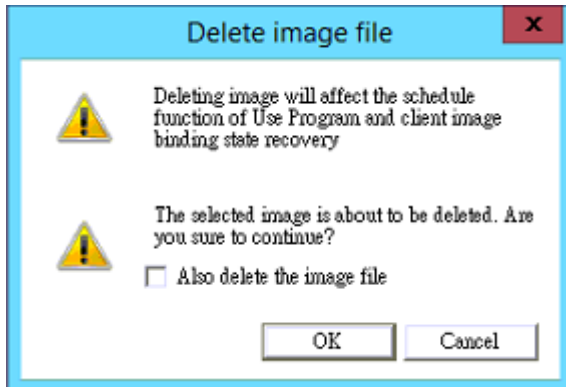 Delete image file
x
Deleting image will affect the schedule
function of Use Program and client image
binding state recovery
The selected image is about to be deleted. Are
you sure to continue?
Also delete the image file
OK
Cancel